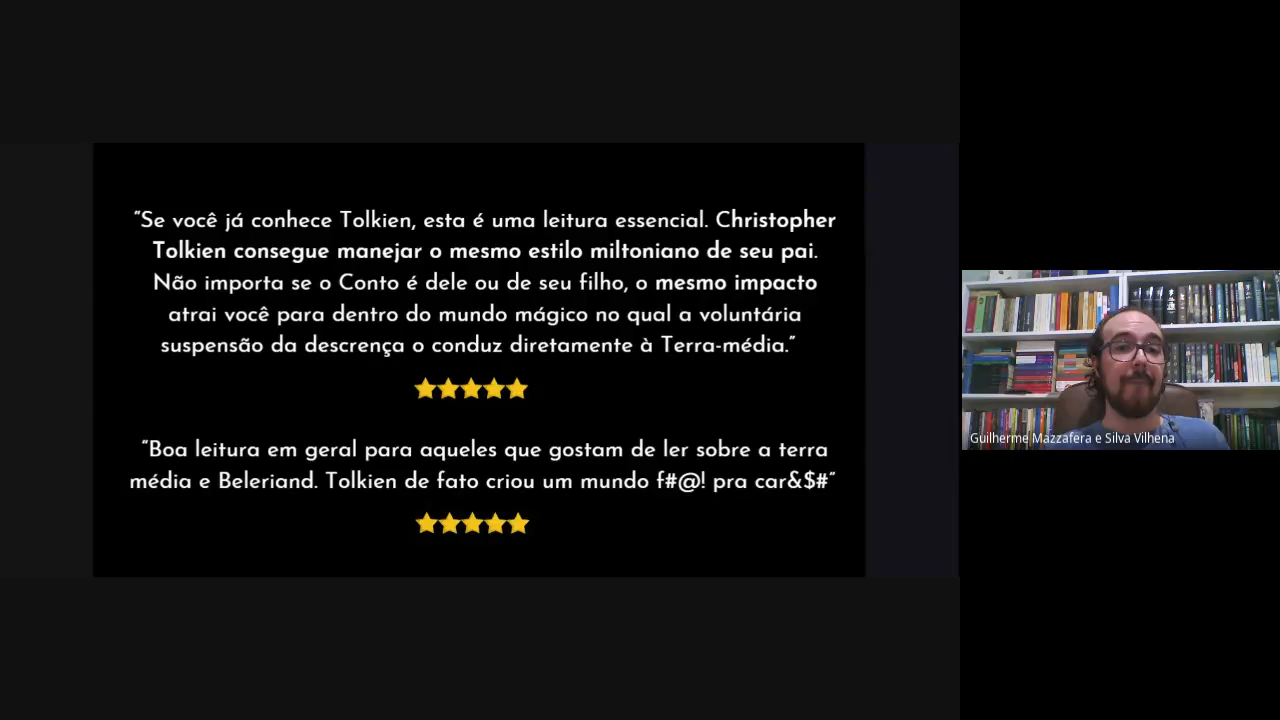 "Se você já conhece Tolkien, esta é uma leitura essencial. Christopher
Tolkien consegue manejar o mesmo estilo miltoniano de seu pai.
Não importa se o Conto é dele ou de seu filho, o mesmo impacto
atrai você para dentro do mundo mágico no qual a voluntária
suspensão da descrença o conduz diretamente à Terra-média."
"Boa leitura em geral para aqueles que gostam de ler sobre a terra
média e Beleriand. Tolkien de fato criou um mundo f#@! pra car&$#"
Guilherme Mazzafera e Silva Vilhena